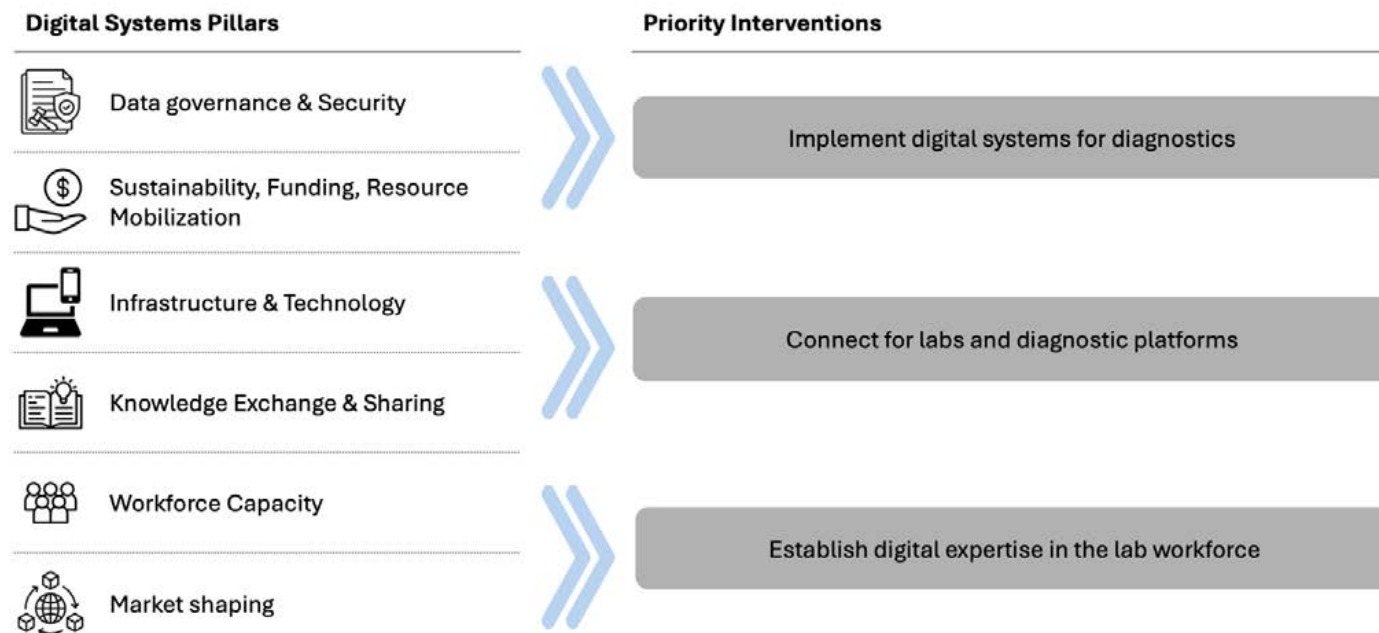 Digital Systems Pillars
Data governance & Security
Sustainability, Funding, Resource
Mobilization
Infrastructure & Technology
Knowledge Exchange & Sharing
Workforce Capacity
Market shaping
Priority Interventions
Implement digital systems for diagnostics
Connect for labs and diagnostic platforms
Establish digital expertise in the lab workforce